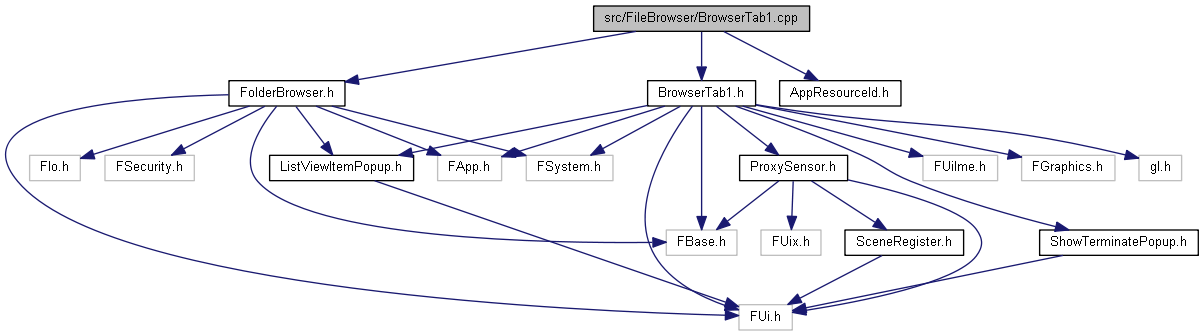 src/FileBrowser/BrowserTab1.cpp
FolderBrowser.h
BrowserTab1.h
AppResourceId.h
FIo.h
FSecurity.h
ListViewItemPopup.h
FApp.h
FSystem.h
ProxySensor.h
FUiIme.h
FGraphics.h
gl.h
FBase.h
FUix.h
SceneRegister.h
ShowTerminatePopup.h
FUi.h